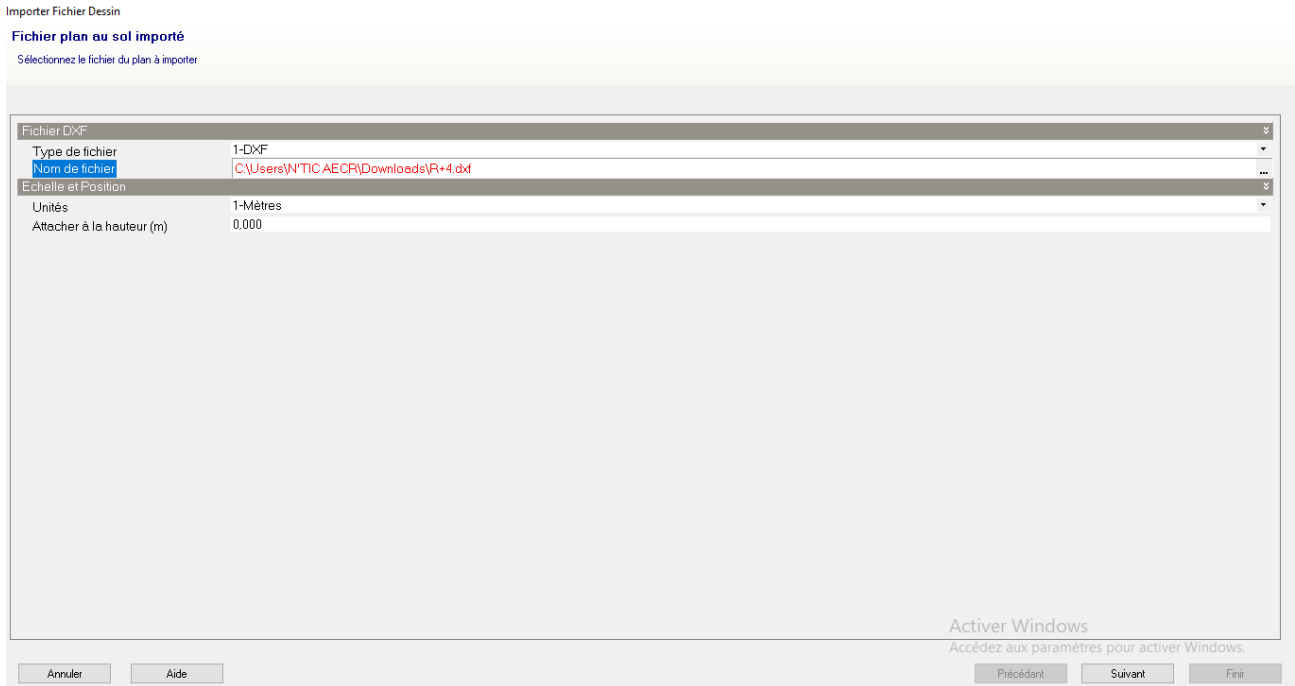 Importer Fichier Dessin
Fichier plan au sol importé
Sélectionnez le fichier du plan à importer
Fichier DXF
Type de fichier 1-DXF
Nom de fichier C:\Users\N'TIC AECR\Downloads\R+4.dxf ...
Echelle et Position
Unités 1-Mètres
Attacher à la hauteur (m) 0,000
Activer Windows
Accédez aux paramètres pour activer Windows.
Annuler Aide Précédant Suivant Finir